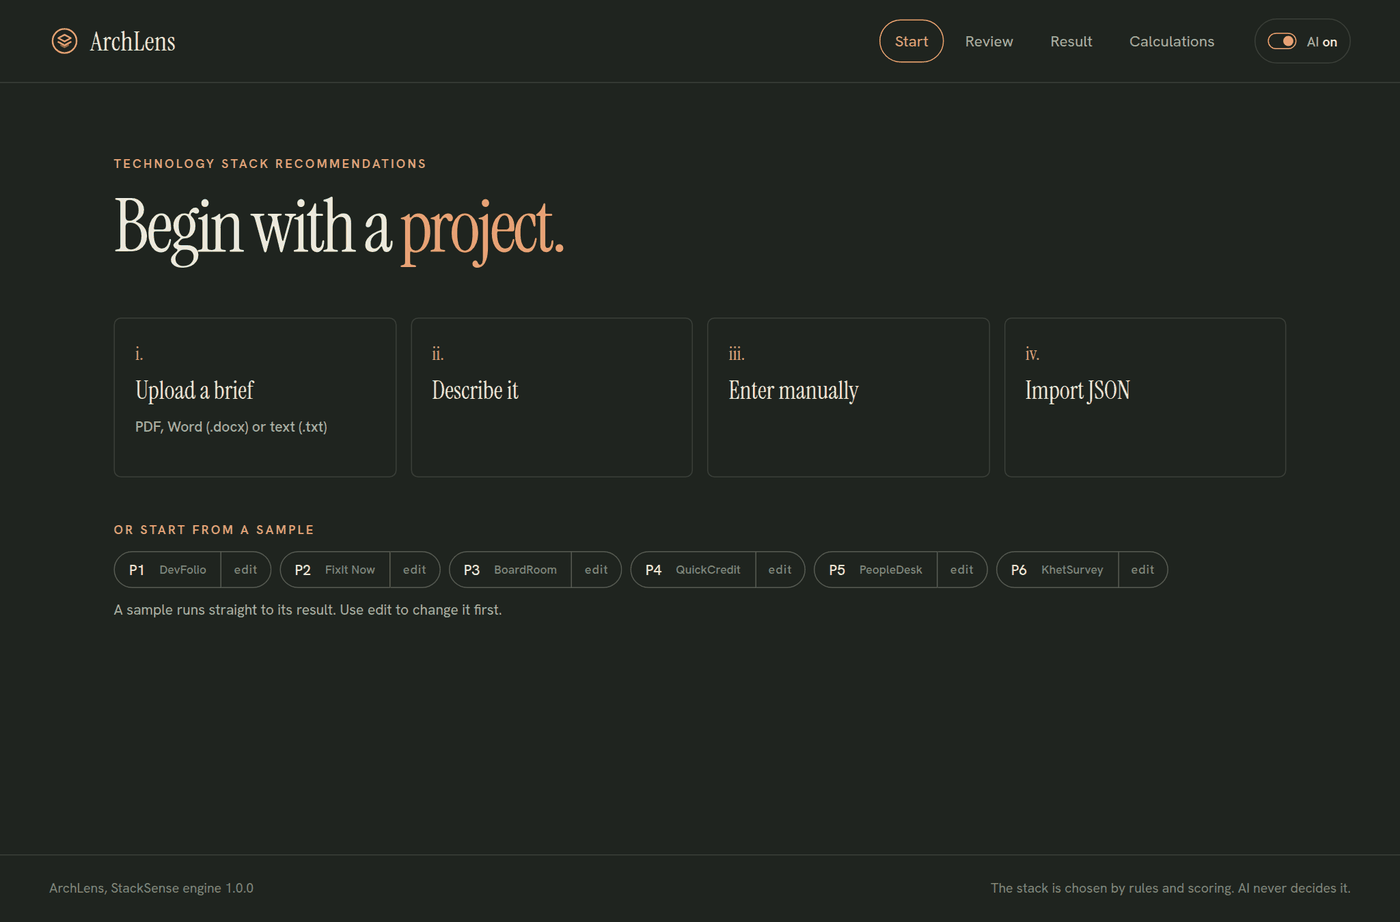 ArchLens
Start Review Result Calculations AI on
TECHNOLOGY STACK RECOMMENDATIONS
Begin with a project.
i.
Upload a brief
PDF, Word (.docx) or text (.txt)
ii.
Describe it
iii.
Enter manually
iv.
Import JSON
OR START FROM A SAMPLE
P1 DevFolio edit P2 FixIt Now edit P3 BoardRoom edit P4 QuickCredit edit P5 PeopleDesk edit P6 KhetSurvey edit
A sample runs straight to its result. Use edit to change it first.
ArchLens, StackSense engine 1.0.0
The stack is chosen by rules and scoring. AI never decides it.